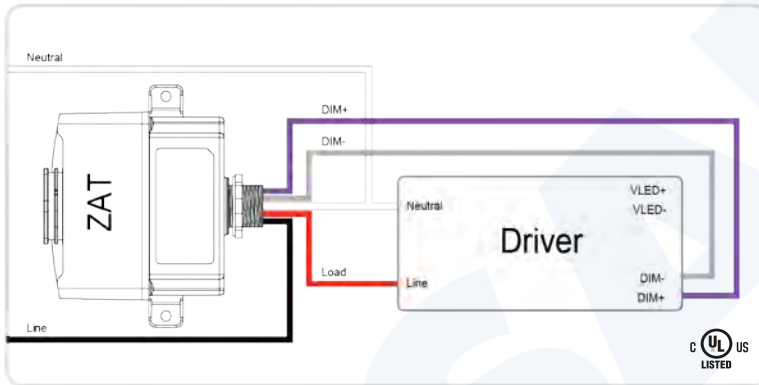 Neutral
DIM+
DIM-
ZAT
Neutral
VLED+
VLED-
Driver
Load
Line
DIM-
DIM+
Line
C UL US
LISTED